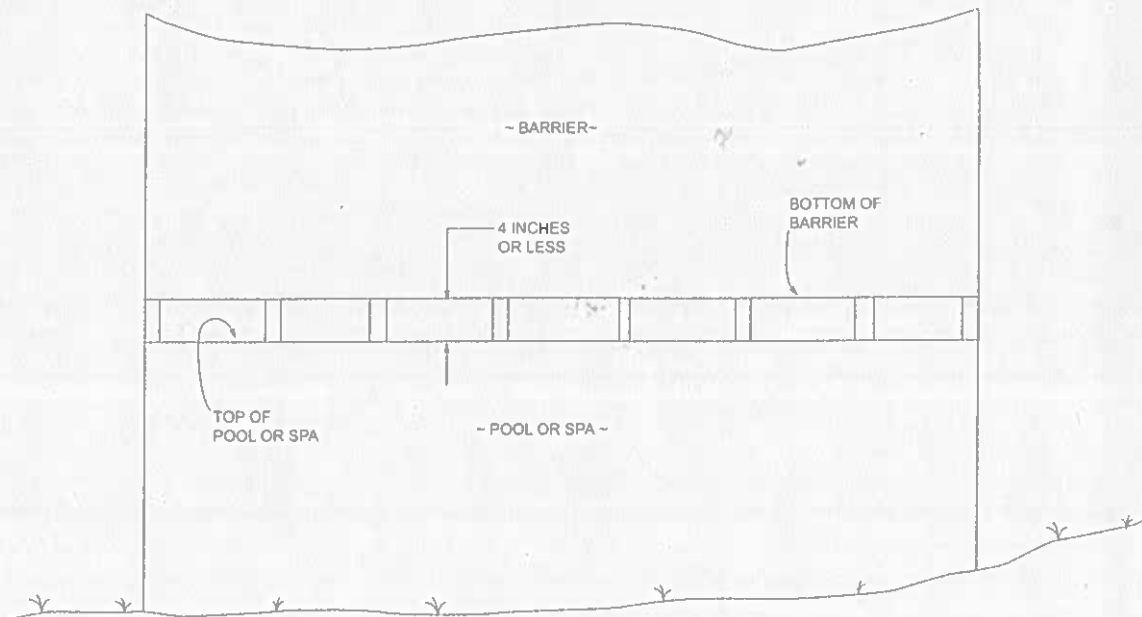 ~ BARRIER~
BOTTOM OF
BARRIER
4 INCHES
OR LESS
TOP OF
POOL OR SPA
~ POOL OR SPA ~